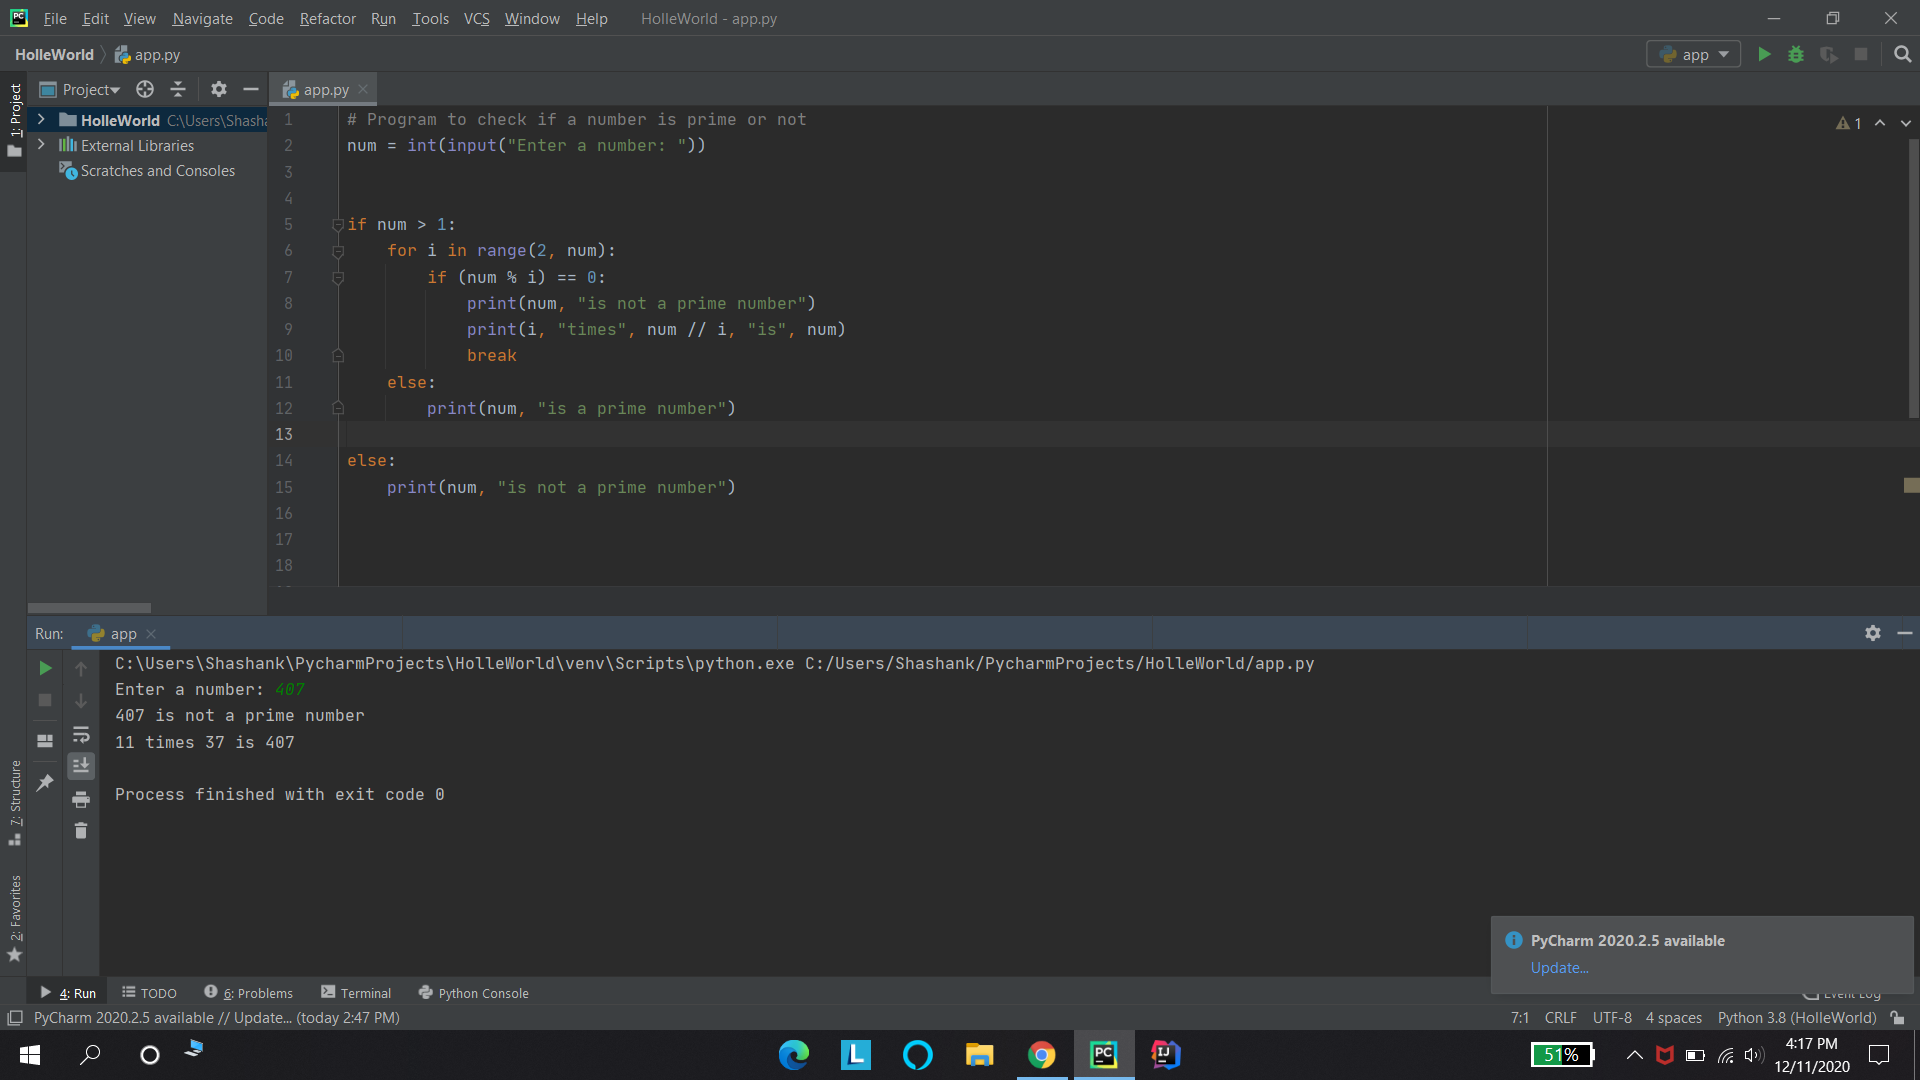 File Edit View Navigate Code Refactor Run Tools VCS Window Help HolleWorld - app.py
HolleWorld app.py app
1: Project
Project app.py
HolleWorld C:\Users\Shasha
External Libraries
Scratches and Consoles
1 # Program to check if a number is prime or not
2 num = int(input("Enter a number: "))
3
4
5 if num > 1:
6 for i in range(2, num):
7 if (num % i) == 0:
8 print(num, "is not a prime number")
9 print(i, "times", num // i, "is", num)
10 break
11 else:
12 print(num, "is a prime number")
13
14 else:
15 print(num, "is not a prime number")
16
17
18
1
Run: app
C:\Users\Shashank\PycharmProjects\HolleWorld\venv\Scripts\python.exe C:/Users/Shashank/PycharmProjects/HolleWorld/app.py
Enter a number: 407
407 is not a prime number
11 times 37 is 407
Process finished with exit code 0
7: Structure
2: Favorites
PyCharm 2020.2.5 available
Update...
4: Run TODO 6: Problems Terminal Python Console Event Log
PyCharm 2020.2.5 available // Update... (today 2:47 PM) 7:1 CRLF UTF-8 4 spaces Python 3.8 (HolleWorld)
L PC IJ 51% 4:17 PM
12/11/2020